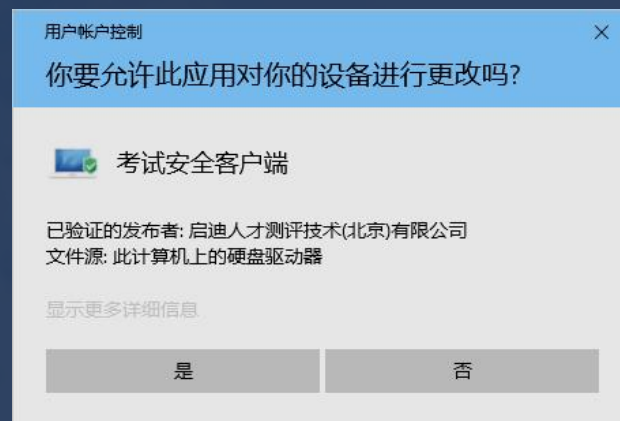 用户帐户控制
你要允许此应用对你的设备进行更改吗?
考试安全客户端
已验证的发布者: 启迪人才测评技术(北京)有限公司
文件源: 此计算机上的硬盘驱动器
显示更多详细信息
是
否